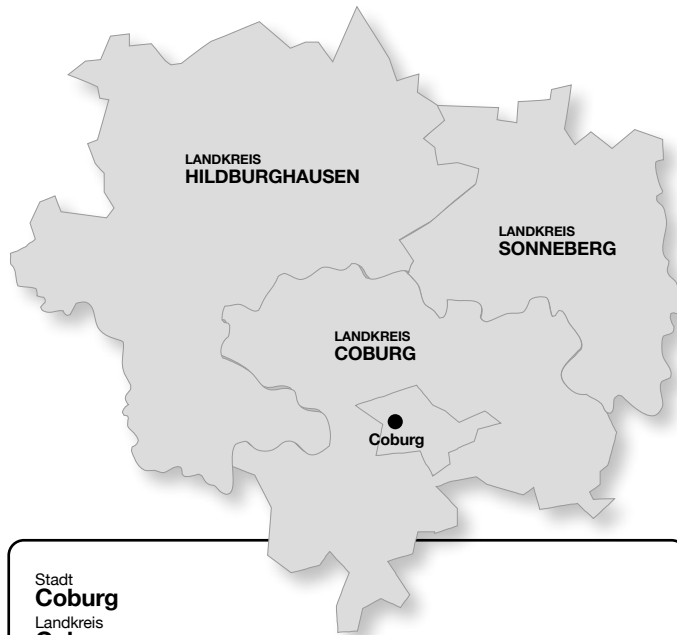 LANDKREIS
HILDBURGHAUSEN
LANDKREIS
SONNEBERG
LANDKREIS
COBURG
Coburg
Stadt
Coburg
Landkreis